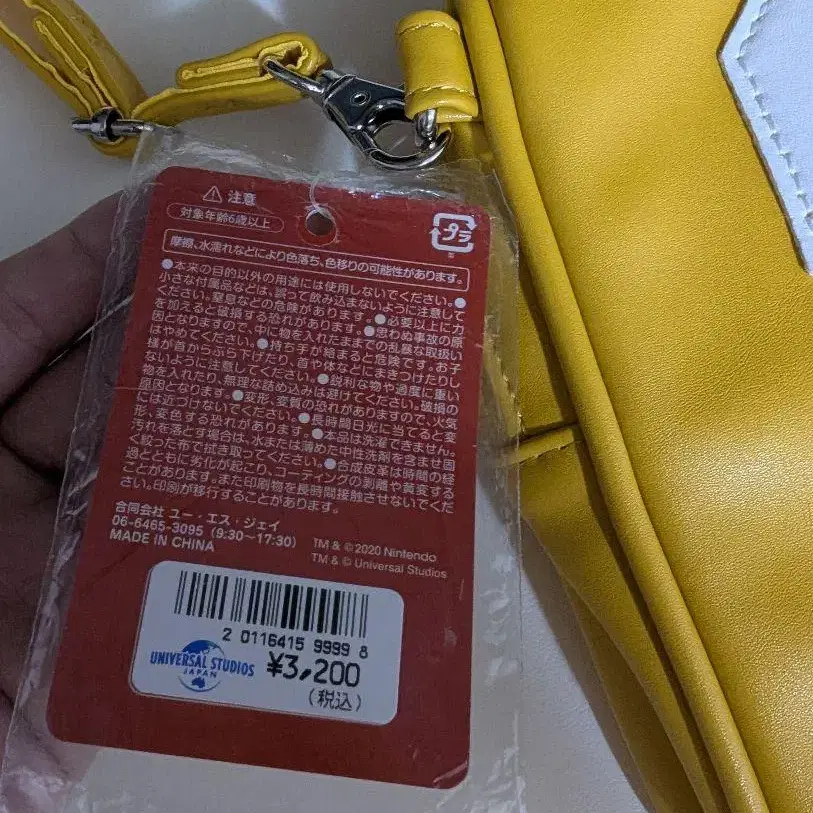 ⚠ 注意
対象年齢6歳以上
プラ
摩擦、水濡れなどにより色落ち、色移りの可能性があります。
●本来の目的以外の用途には使用しないでください。●
小さな付属品などは、誤って飲み込まないように注意して
ください。窒息などの危険があります。●必要以上に力
を加えると破損する恐れがあります。●思わぬ事故の原
因となりますので、中に物を入れたままでの乱暴な取扱い
はやめてください。●持ち手が絡まると危険です。お子
様が首からぶら下げたり、首や体などにまきつけたりし
ないように注意してください。●鋭利な物や過度に重い
物を入れたり、無理な詰め込みは避けてください。破損の
原因となります。●変形、変質の恐れがありますので、火気
には近づけないでください。●長時間日光に当てると変
形、変色する恐れがあります。●本品は洗濯できません。
汚れを落とす場合は、水または薄めた中性洗剤を含ませ固
く絞った布で拭き取ってください。●合成皮革は時間の経
過とともに劣化が起こり、コーティングの剥離や黄変する
ことがあります。また印刷物を長時間接触させないでくだ
さい。印刷が移行することがあります。
合同会社 ユー・エス・ジェイ
06-6465-3095 (9:30〜17:30)
MADE IN CHINA
TM & © 2020 Nintendo
TM & © Universal Studios
2 0116415 9999 8
UNIVERSAL STUDIOS
JAPAN
¥3,200
(税込)